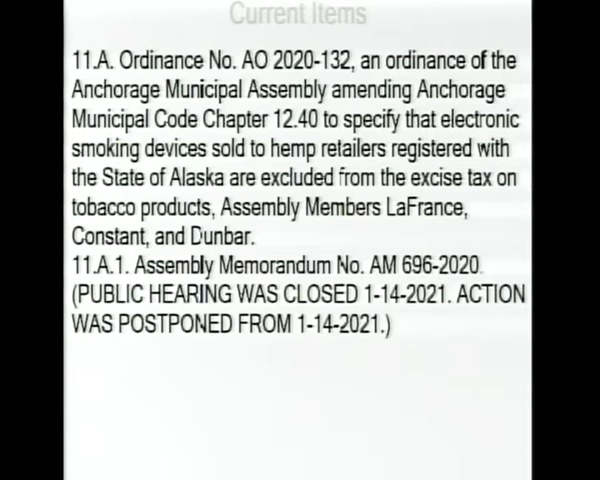 Current Items
11.A. Ordinance No. AO 2020-132, an ordinance of the
Anchorage Municipal Assembly amending Anchorage
Municipal Code Chapter 12.40 to specify that electronic
smoking devices sold to hemp retailers registered with
the State of Alaska are excluded from the excise tax on
tobacco products, Assembly Members LaFrance,
Constant, and Dunbar.
11.A.1. Assembly Memorandum No. AM 696-2020.
(PUBLIC HEARING WAS CLOSED 1-14-2021. ACTION
WAS POSTPONED FROM 1-14-2021.)